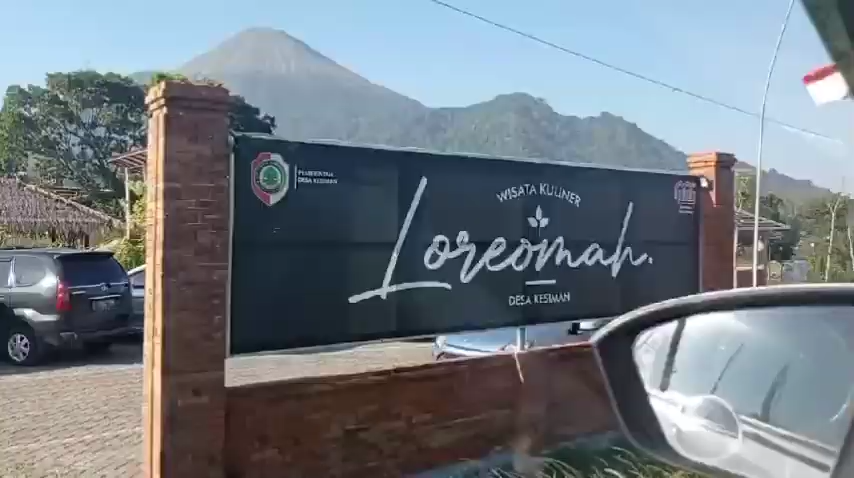 PEMERINTAH
DESA KESIMAN
WISATA KULINER
Loreomah.
DESA KESIMAN